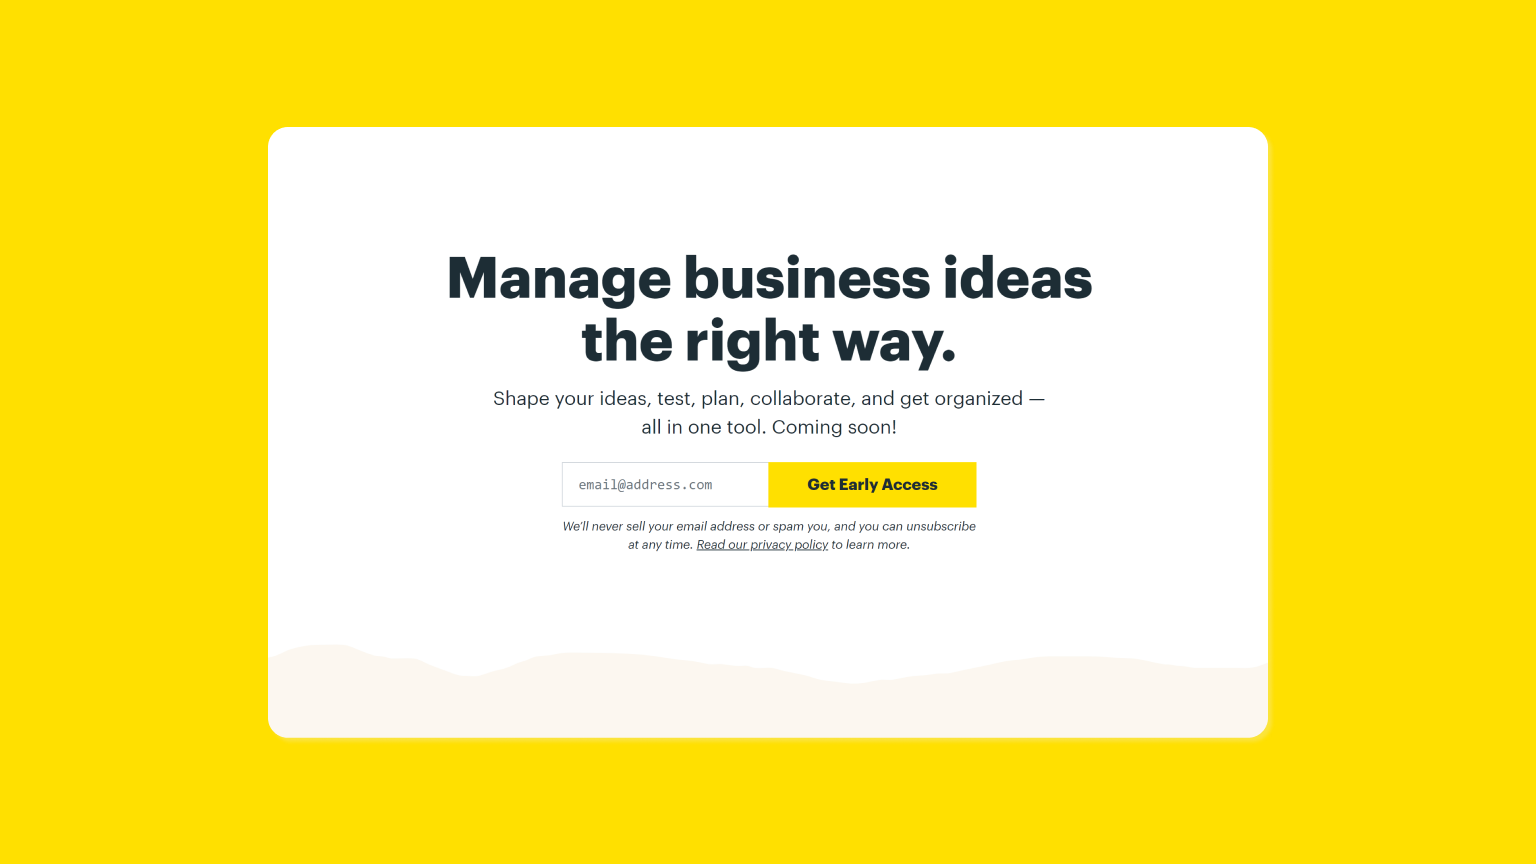 Manage business ideas
the right way.
Shape your ideas, test, plan, collaborate, and get organized —
all in one tool. Coming soon!
email@address.com
Get Early Access
We'll never sell your email address or spam you, and you can unsubscribe
at any time. Read our privacy policy to learn more.